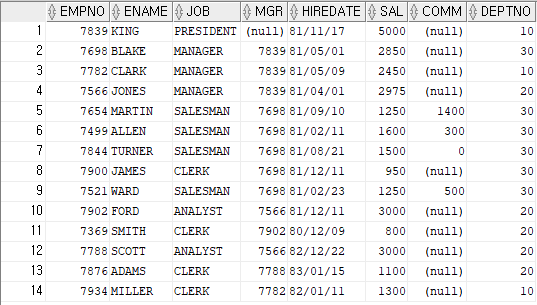 EMPNO ENAME JOB MGR HIREDATE SAL COMM DEPTNO
1 7839 KING PRESIDENT (null) 81/11/17 5000 (null) 10
2 7698 BLAKE MANAGER 7839 81/05/01 2850 (null) 30
3 7782 CLARK MANAGER 7839 81/05/09 2450 (null) 10
4 7566 JONES MANAGER 7839 81/04/01 2975 (null) 20
5 7654 MARTIN SALESMAN 7698 81/09/10 1250 1400 30
6 7499 ALLEN SALESMAN 7698 81/02/11 1600 300 30
7 7844 TURNER SALESMAN 7698 81/08/21 1500 0 30
8 7900 JAMES CLERK 7698 81/12/11 950 (null) 30
9 7521 WARD SALESMAN 7698 81/02/23 1250 500 30
10 7902 FORD ANALYST 7566 81/12/11 3000 (null) 20
11 7369 SMITH CLERK 7902 80/12/09 800 (null) 20
12 7788 SCOTT ANALYST 7566 82/12/22 3000 (null) 20
13 7876 ADAMS CLERK 7788 83/01/15 1100 (null) 20
14 7934 MILLER CLERK 7782 82/01/11 1300 (null) 10